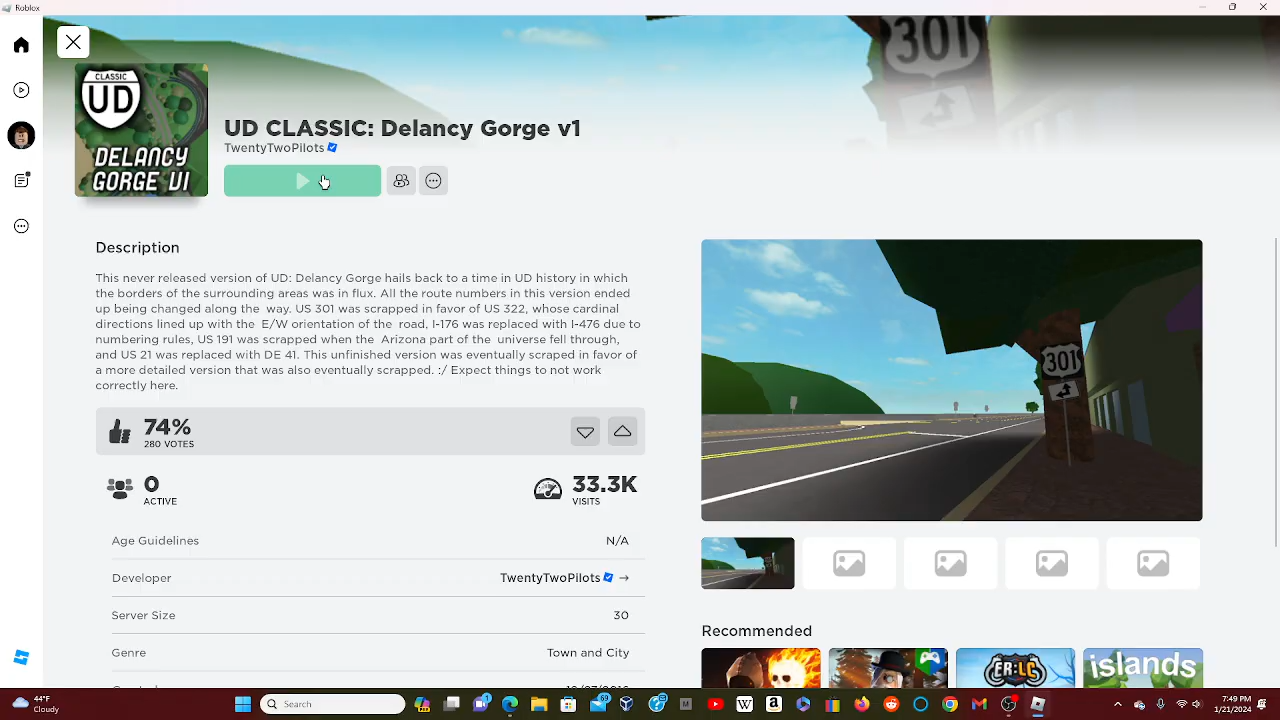 Roblox
301
CLASSIC
UD
DELANCY
GORGE V1
UD CLASSIC: Delancy Gorge v1
TwentyTwoPilots
Description
This never released version of UD: Delancy Gorge hails back to a time in UD history in which
the borders of the surrounding areas was in flux. All the route numbers in this version ended
up being changed along the way. US 301 was scrapped in favor of US 322, whose cardinal
directions lined up with the E/W orientation of the road, I-176 was replaced with I-476 due to
numbering rules, US 191 was scrapped when the Arizona part of the universe fell through,
and US 21 was replaced with DE 41. This unfinished version was eventually scraped in favor of
a more detailed version that was also eventually scrapped. :/ Expect things to not work
correctly here.
74%
280 VOTES
0
ACTIVE
33.3K
VISITS
Age Guidelines
N/A
Developer
TwentyTwoPilots
Server Size
30
Genre
Town and City
301
Recommended
ER:LC
islands
44°F
Cloudy
Search
7:49 PM
1/21/2024